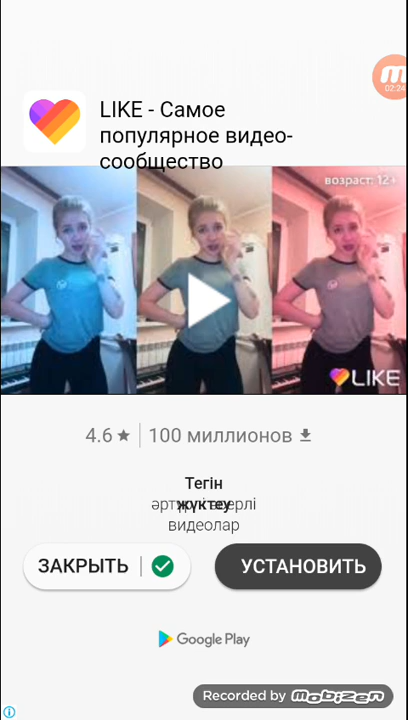 02:24
LIKE - Самое
популярное видео-
сообщество
возраст: 12+
LIKE
4.6 ★ | 100 миллионов
Тегін
жүктеу
видеолар
ЗАКРЫТЬ
УСТАНОВИТЬ
Google Play
Recorded by mobizen